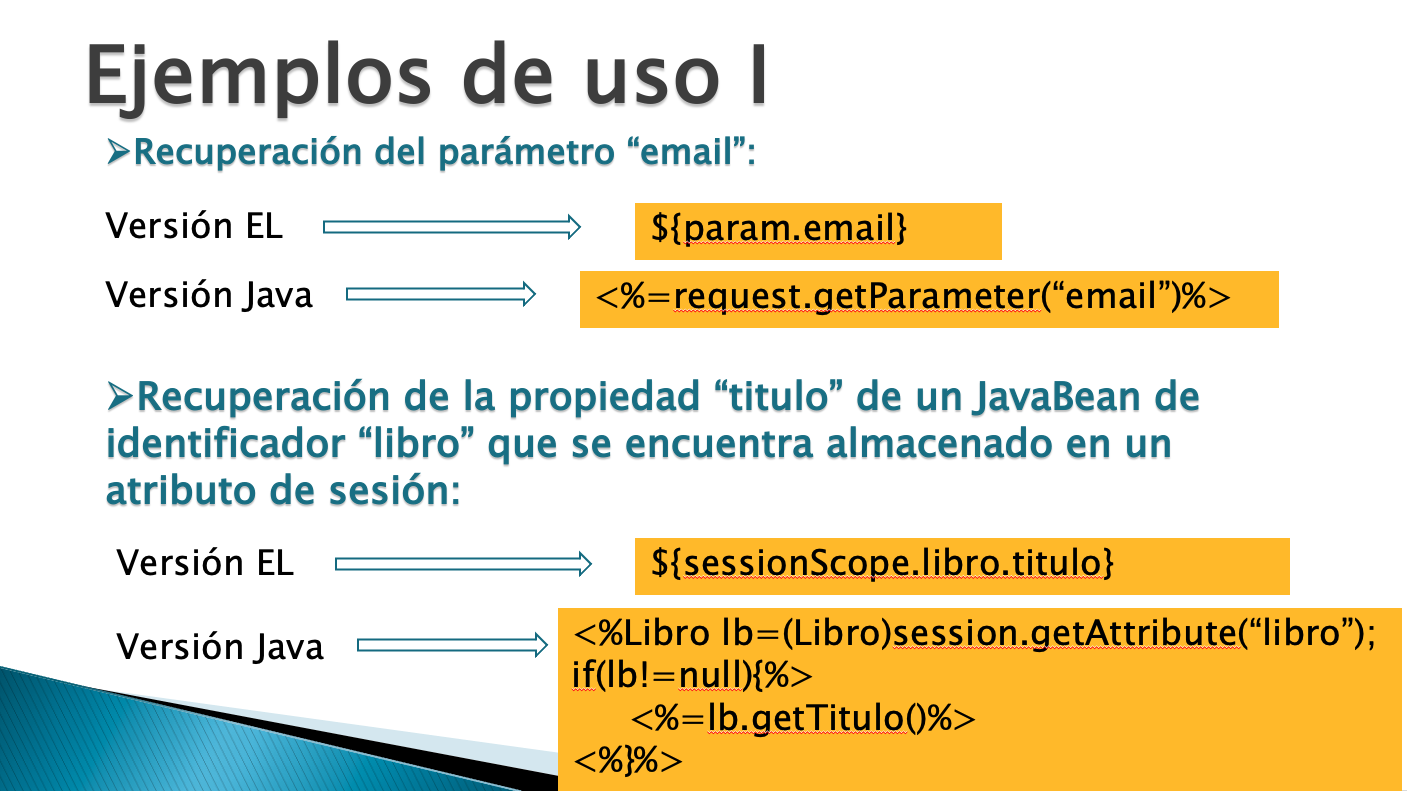 Ejemplos de uso I
➢Recuperación del parámetro “email”:
Versión EL
${param.email}
Versión Java
<%=request.getParameter(“email”)%>
➢Recuperación de la propiedad “titulo” de un JavaBean de
identificador “libro” que se encuentra almacenado en un
atributo de sesión:
Versión EL
${sessionScope.libro.titulo}
Versión Java
<%Libro lb=(Libro)session.getAttribute(“libro”);
if(lb!=null){%>
<%=lb.getTitulo()%>
<%}%>